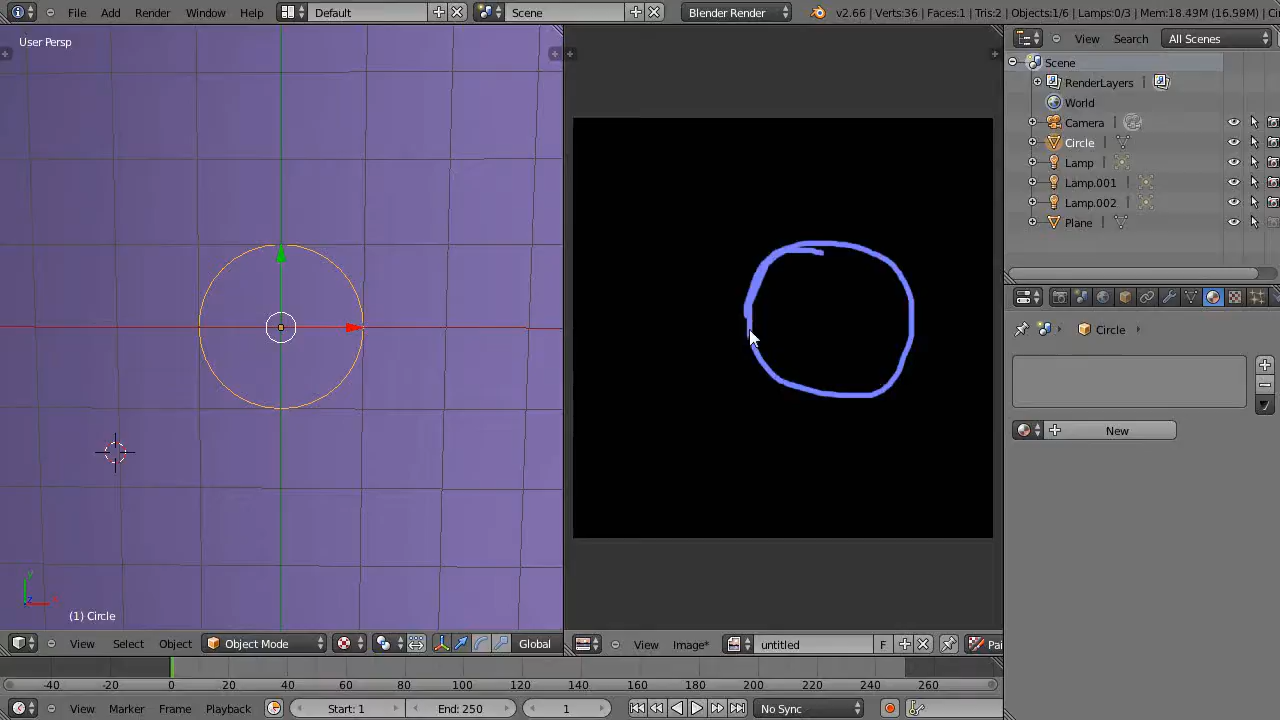 File Add Render Window Help Default Scene Blender Render v2.66 | Verts:36 | Faces:1 | Tris:2 | Objects:1/6 | Lamps:0/3 | Mem:18.49M (16.59M) |
User Persp
View Search All Scenes
Scene
RenderLayers
World
Camera
Circle
Lamp
Lamp.001
Lamp.002
Plane
Circle
New
y
x
z
(1) Circle
View Select Object Object Mode Global
View Image* untitled F Pai
-40 -20 0 20 40 60 80 100 120 140 160 180 200 220 240 260
View Marker Frame Playback Start: 1 End: 250 1 No Sync